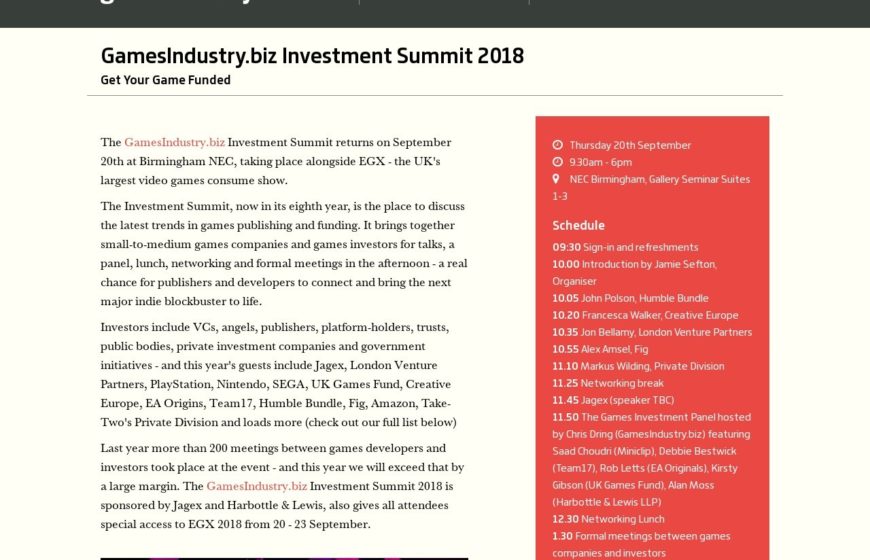 GamesIndustry.biz Investment Summit 2018
Get Your Game Funded
The GamesIndustry.biz Investment Summit returns on September
20th at Birmingham NEC, taking place alongside EGX - the UK's
largest video games consume show.
The Investment Summit, now in its eighth year, is the place to discuss
the latest trends in games publishing and funding. It brings together
small-to-medium games companies and games investors for talks, a
panel, lunch, networking and formal meetings in the afternoon - a real
chance for publishers and developers to connect and bring the next
major indie blockbuster to life.
Investors include VCs, angels, publishers, platform-holders, trusts,
public bodies, private investment companies and government
initiatives - and this year's guests include Jagex, London Venture
Partners, PlayStation, Nintendo, SEGA, UK Games Fund, Creative
Europe, EA Origins, Team17, Humble Bundle, Fig, Amazon, Take-
Two's Private Division and loads more (check out our full list below)
Last year more than 200 meetings between games developers and
investors took place at the event - and this year we will exceed that by
a large margin. The GamesIndustry.biz Investment Summit 2018 is
sponsored by Jagex and Harbottle & Lewis, also gives all attendees
special access to EGX 2018 from 20 - 23 September.
Thursday 20th September
9.30am - 6pm
NEC Birmingham, Gallery Seminar Suites
1-3
Schedule
09:30 Sign-in and refreshments
10.00 Introduction by Jamie Sefton,
Organiser
10.05 John Polson, Humble Bundle
10.20 Francesca Walker, Creative Europe
10.35 Jon Bellamy, London Venture Partners
10.55 Alex Amsel, Fig
11.10 Markus Wilding, Private Division
11.25 Networking break
11.45 Jagex (speaker TBC)
11.50 The Games Investment Panel hosted
by Chris Dring (GamesIndustry.biz) featuring
Saad Choudri (Miniclip), Debbie Bestwick
(Team17), Rob Letts (EA Originals), Kirsty
Gibson (UK Games Fund), Alan Moss
(Harbottle & Lewis LLP)
12.30 Networking Lunch
1.30 Formal meetings between games
companies and investors